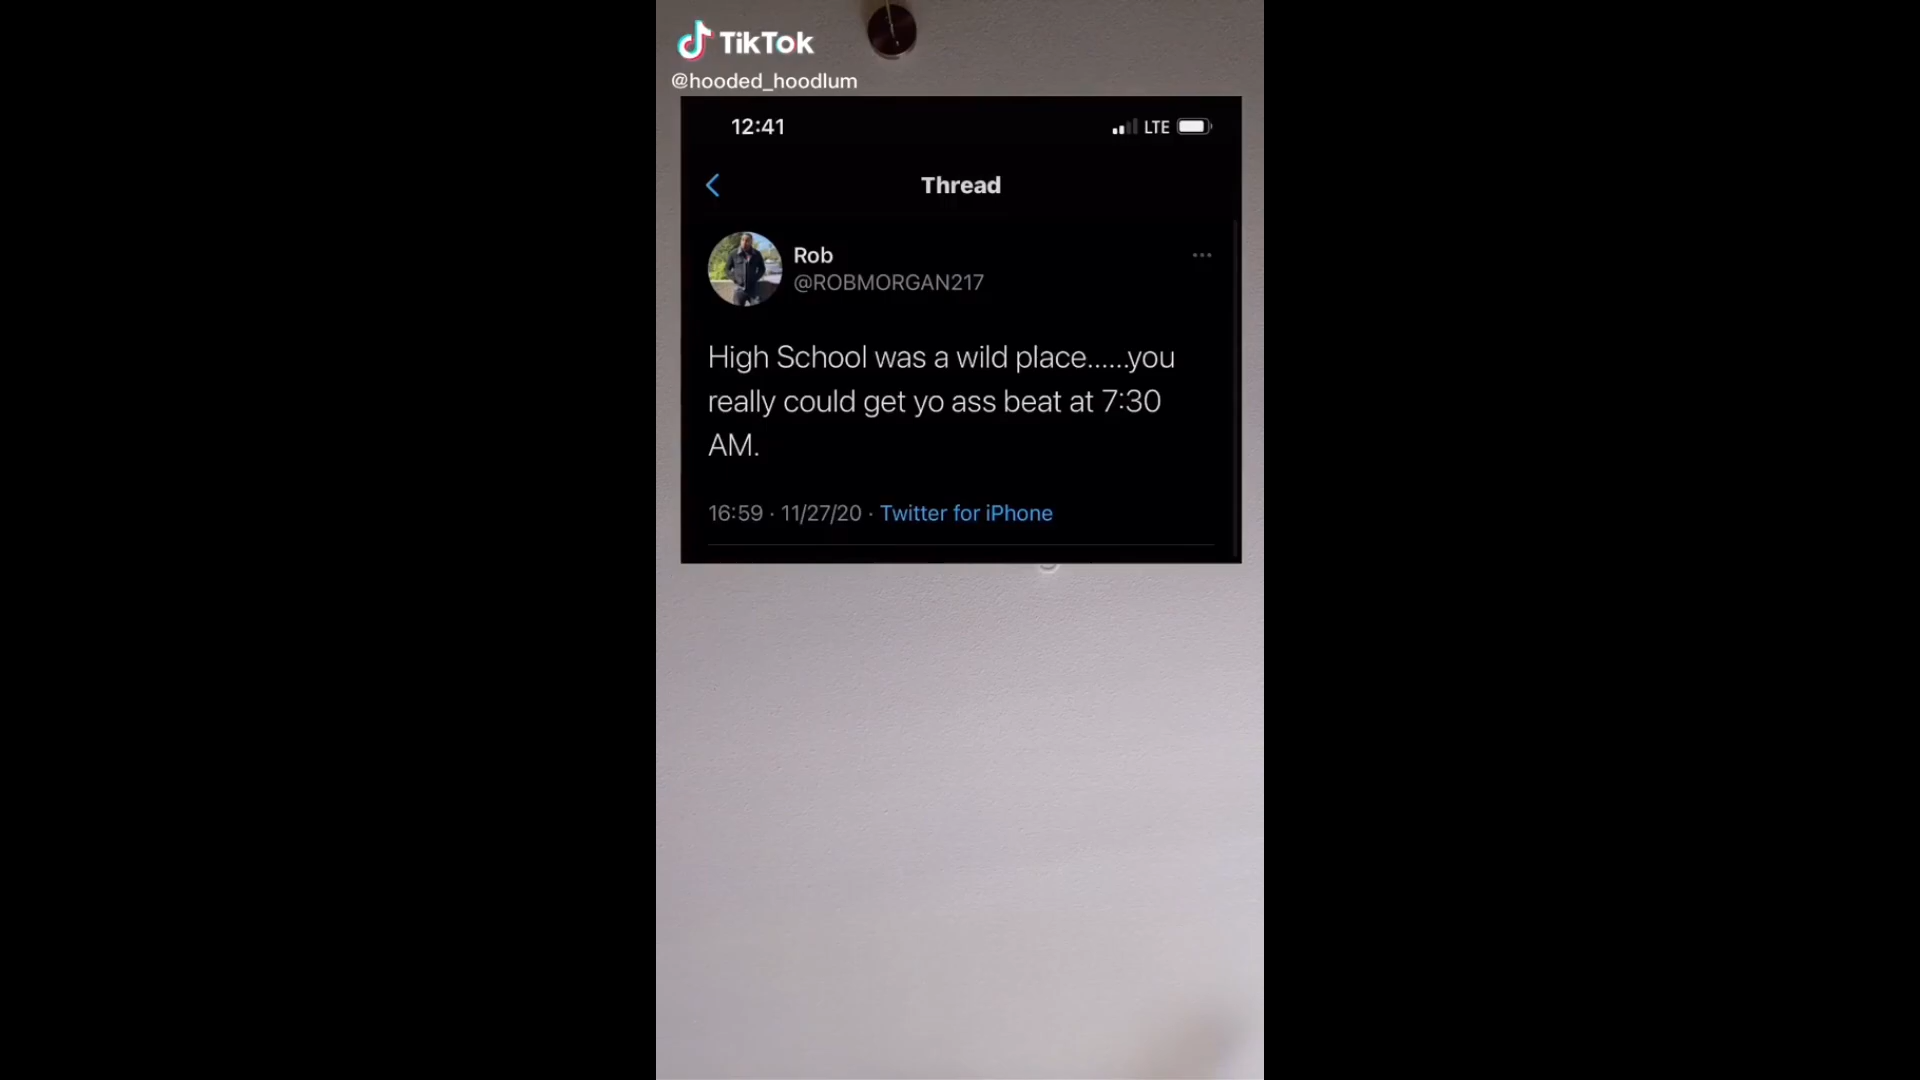 TikTok
@hooded_hoodlum
12:41
LTE
Thread
Rob
@ROBMORGAN217
High School was a wild place......you
really could get yo ass beat at 7:30
AM.
16:59 · 11/27/20 · Twitter for iPhone